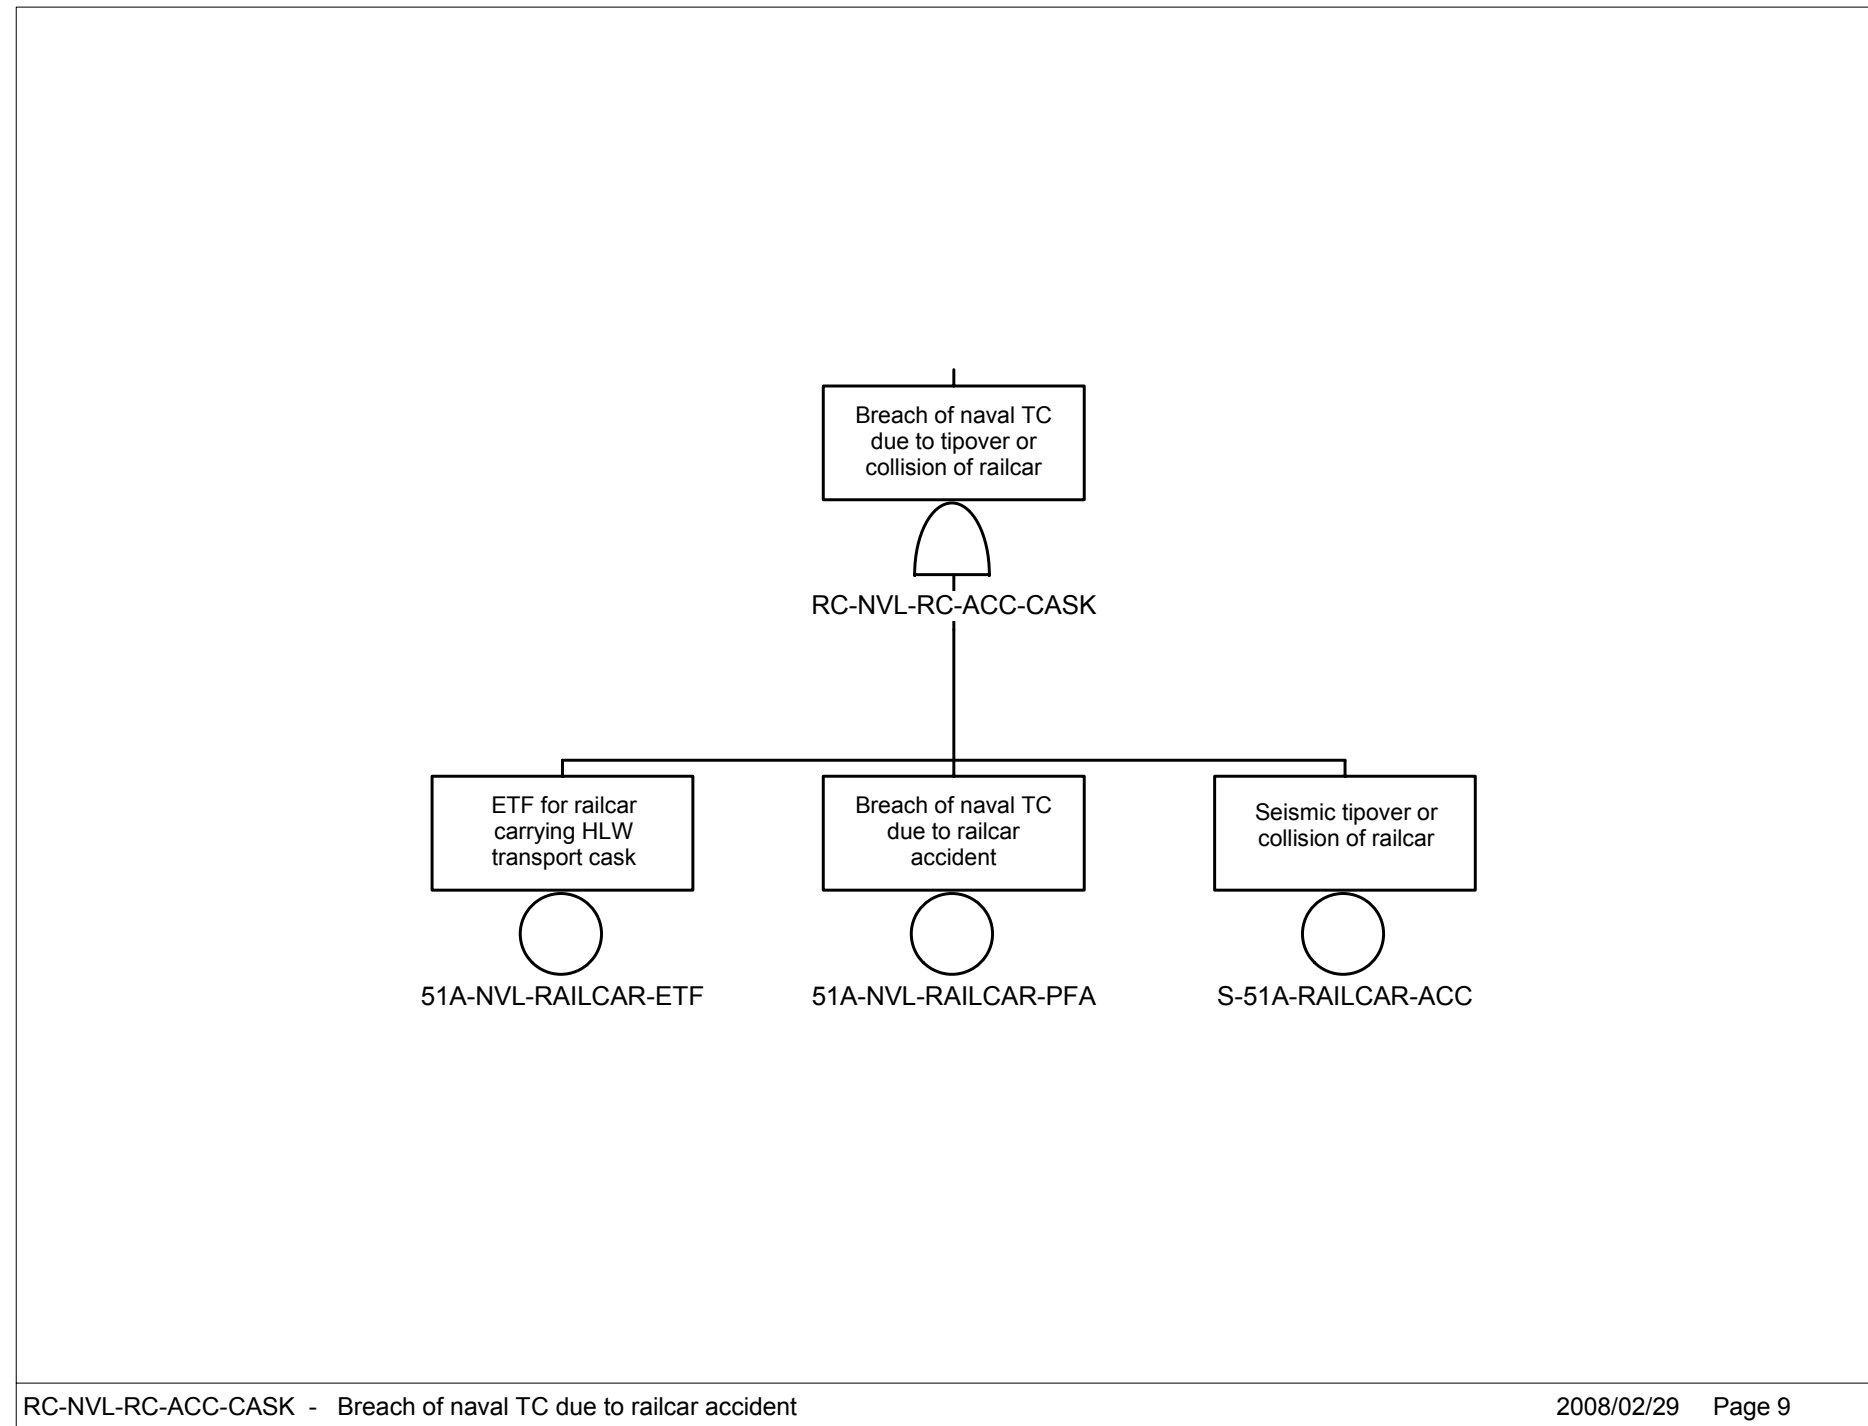 Breach of naval TC
due to tipover or
collision of railcar
RC-NVL-RC-ACC-CASK
ETF for railcar
carrying HLW
transport cask
51A-NVL-RAILCAR-ETF
Breach of naval TC
due to railcar
accident
51A-NVL-RAILCAR-PFA
Seismic tipover or
collision of railcar
S-51A-RAILCAR-ACC
RC-NVL-RC-ACC-CASK - Breach of naval TC due to railcar accident
2008/02/29 Page 9